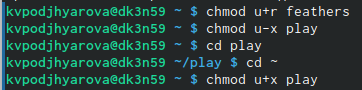 kvpodjhyarova@dk3n59 ~ $ chmod u+r feathers
kvpodjhyarova@dk3n59 ~ $ chmod u-x play
kvpodjhyarova@dk3n59 ~ $ cd play
kvpodjhyarova@dk3n59 ~/play $ cd ~
kvpodjhyarova@dk3n59 ~ $ chmod u+x play